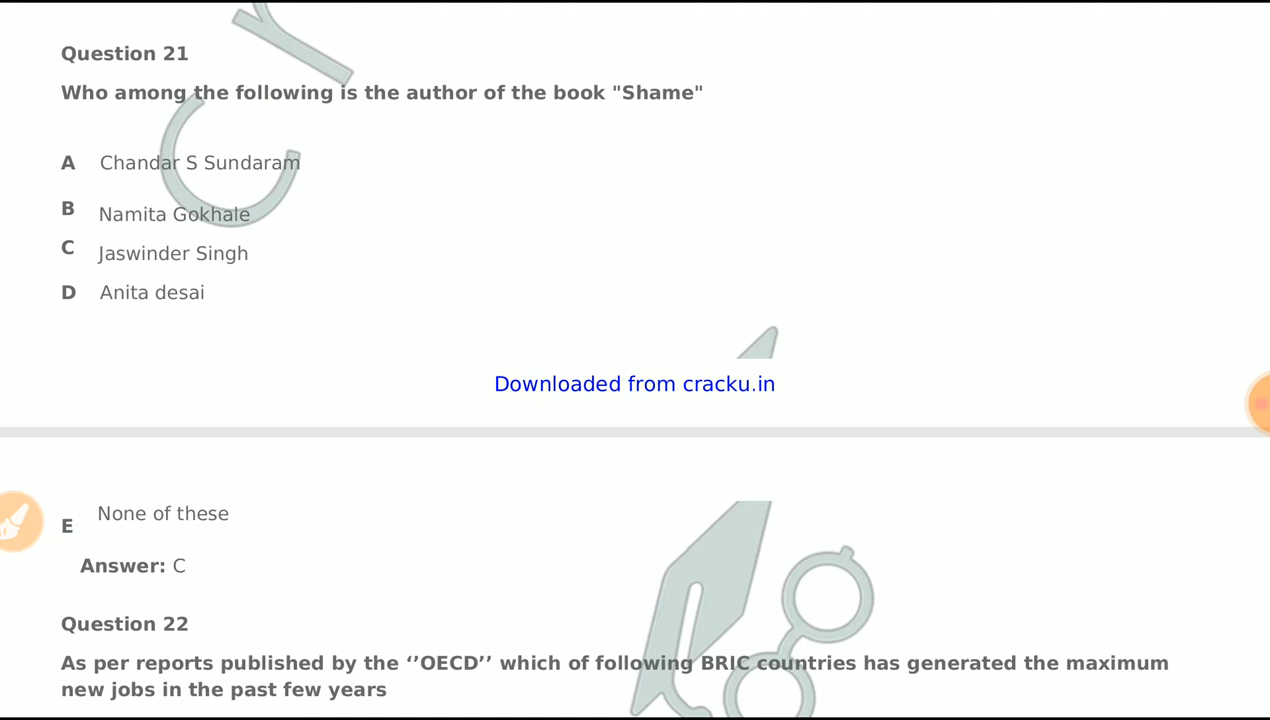 Question 21
Who among the following is the author of the book "Shame"
A Chandar S Sundaram
B Namita Gokhale
C Jaswinder Singh
D Anita desai
Downloaded from cracku.in
E None of these
Answer: C
Question 22
As per reports published by the ‘’OECD’’ which of following BRIC countries has generated the maximum
new jobs in the past few years